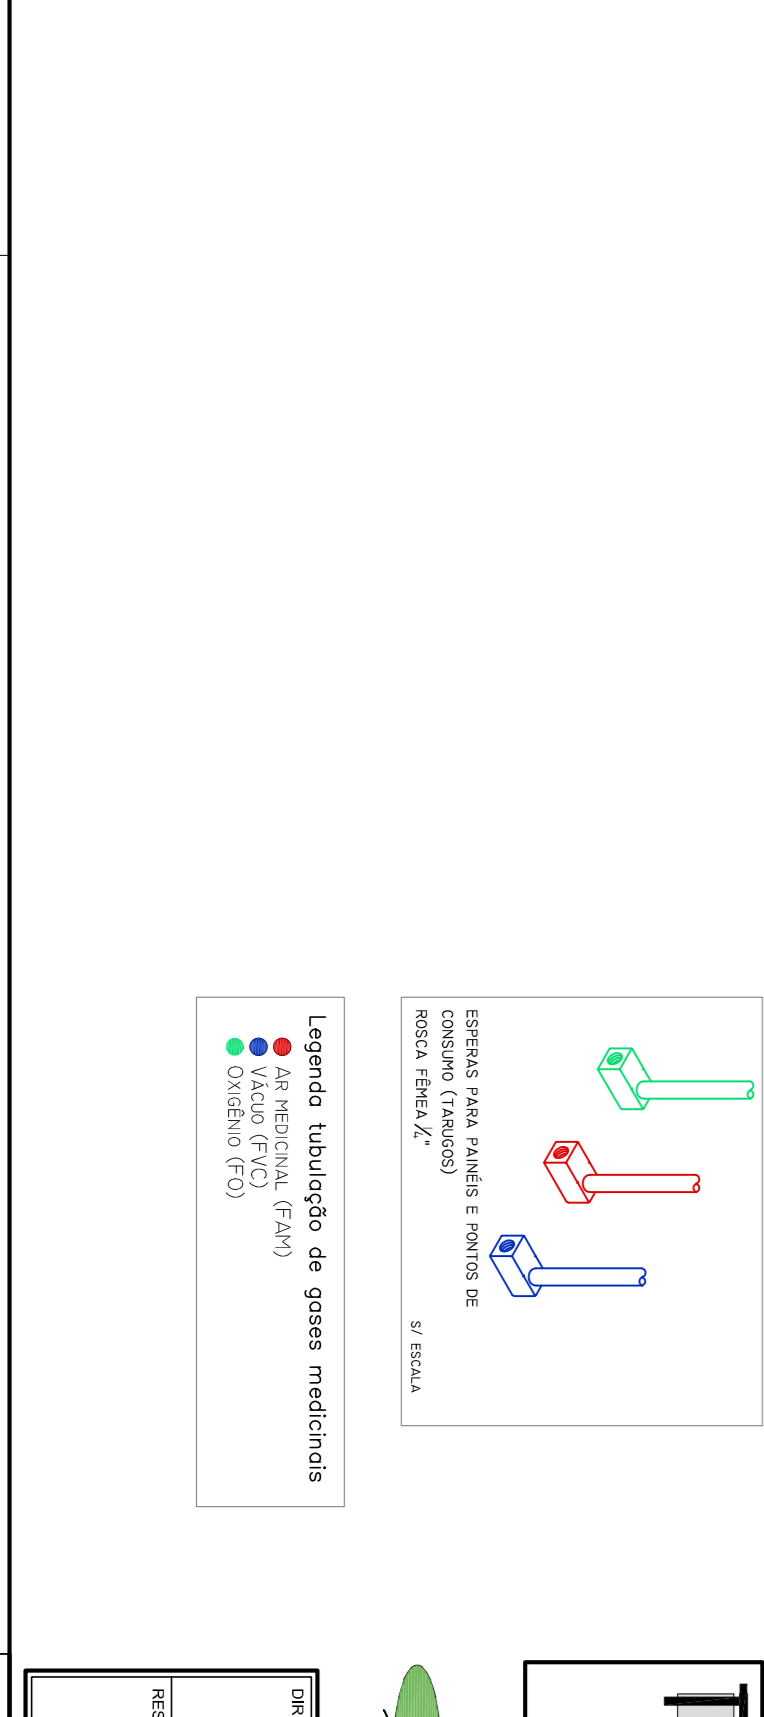 ESPERAS PARA PAINÉIS E PONTOS DE
CONSUMO (TARUGOS)
ROSCA FÊMEA 1/4"
S/ ESCALA
Legenda tubulação de gases medicinais
AR MEDICINAL (FAM)
VÁCUO (FVC)
OXIGÊNIO (FO)
DIR
RES